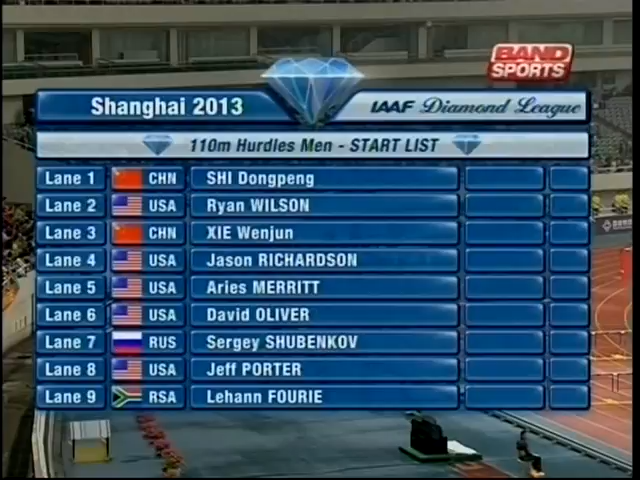 BAND SPORTS
Shanghai 2013 IAAF Diamond League
110m Hurdles Men - START LIST
Lane 1 CHN SHI Dongpeng
Lane 2 USA Ryan WILSON
Lane 3 CHN XIE Wenjun
Lane 4 USA Jason RICHARDSON
Lane 5 USA Aries MERRITT
Lane 6 USA David OLIVER
Lane 7 RUS Sergey SHUBENKOV
Lane 8 USA Jeff PORTER
Lane 9 RSA Lehann FOURIE